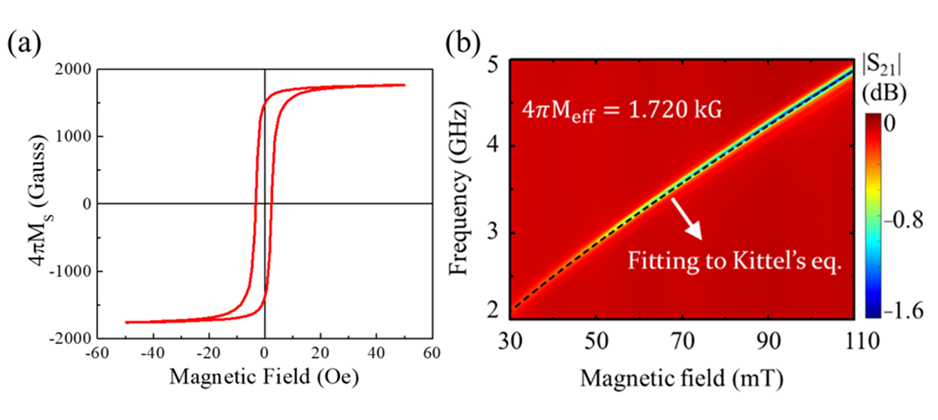 (a)
2000
1000
0
-1000
-2000
4πMs (Gauss)
-60 -40 -20 0 20 40 60
Magnetic Field (Oe)
(b)
5
4
3
2
Frequency (GHz)
4πMeff = 1.720 kG
Fitting to Kittel's eq.
30 50 70 90 110
Magnetic field (mT)
|S21|
(dB)
0
−0.8
−1.6